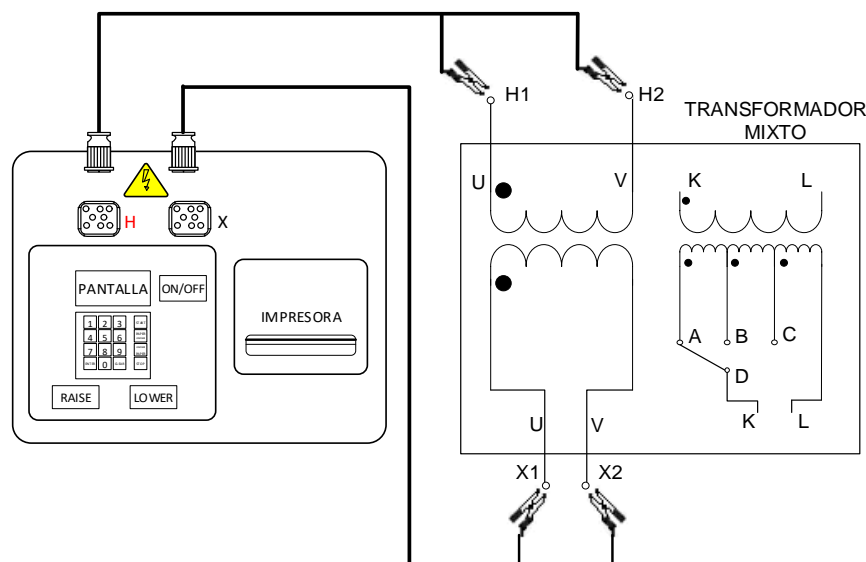 H1
H2
TRANSFORMADOR
MIXTO
U
V
K
L
H
X
PANTALLA
ON/OFF
IMPRESORA
1 2 3
4 5 6
7 8 9
0
A
B
C
D
RAISE
LOWER
K
L
U
V
X1
X2